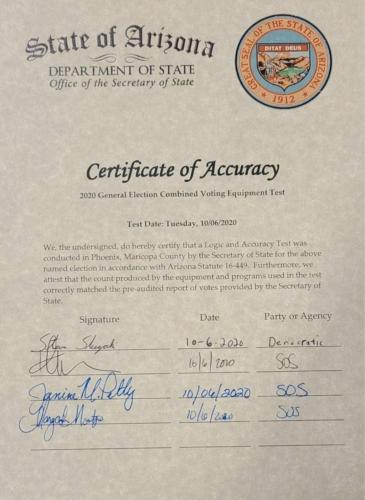 State of Arizona
DEPARTMENT OF STATE
Office of the Secretary of State
GREAT SEAL OF THE STATE OF ARIZONA
DITAT DEUS
1912
Certificate of Accuracy
2020 General Election Combined Voting Equipment Test
Test Date: Tuesday, 10/06/2020
We, the undersigned, do hereby certify that a Logic and Accuracy Test was
conducted in Phoenix, Maricopa County by the Secretary of State for the above
named election in accordance with Arizona Statute 16-449. Furthermore, we
attest that the count produced by the equipment and programs used in the test
correctly matched the pre-audited report of votes provided by the Secretary of
State.
Signature Date Party or Agency
10-6-2020 Democratic
10/6/2020 SOS
Janine M. Petty 10/06/2020 SOS
10/6/2020 SOS